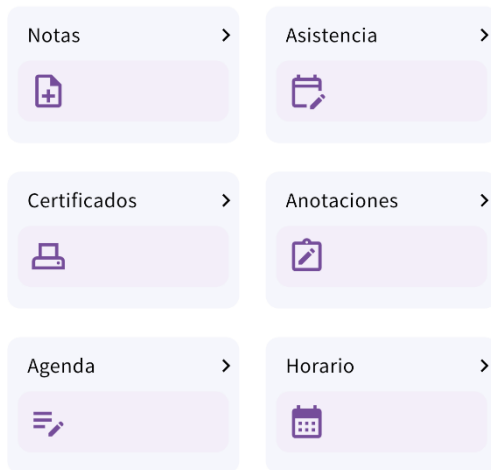 Notas
Asistencia
Certificados
Anotaciones
Agenda
Horario